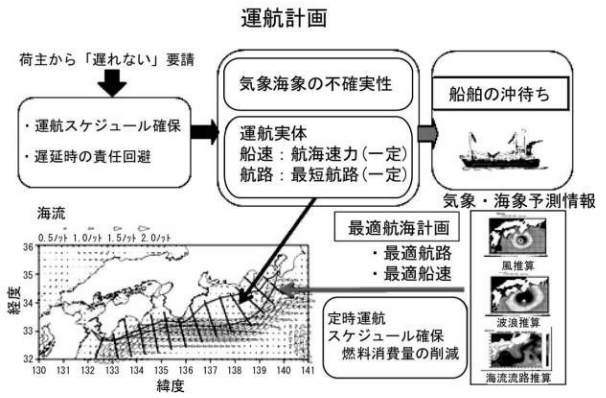 運航計画
荷主から「遅れない」要請
・運航スケジュール確保
・遅延時の責任回避
気象海象の不確実性
運航実体
船速：航海速力(一定)
航路：最短航路(一定)
船舶の沖待ち
気象・海象予測情報
風推算
波浪推算
海流流路推算
最適航海計画
・最適航路
・最適船速
定時運航
スケジュール確保
燃料消費量の削減
海流
0.5ノット 1.0ノット 1.5ノット 2.0ノット
経度
36
35
34
33
32
130 131 132 133 134 135 136 137 138 139 140 141
緯度